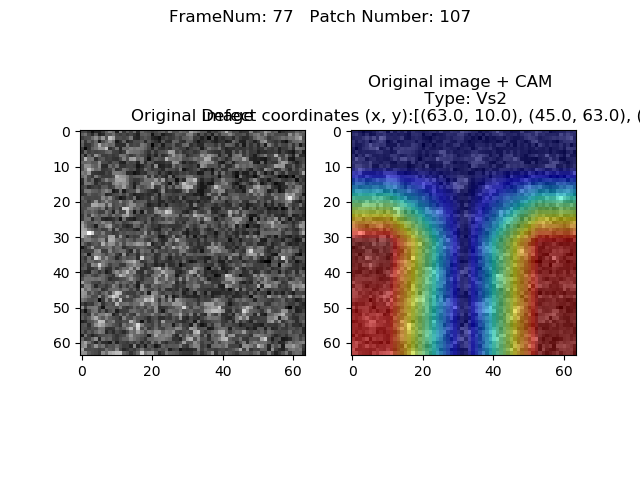 FrameNum: 77   Patch Number: 107
Original image + CAM
Type: Vs2
Original Image
Defect coordinates (x, y):[(63.0, 10.0), (45.0, 63.0), (
0
10
20
30
40
50
60
0 20 40 60
0
10
20
30
40
50
60
0 20 40 60